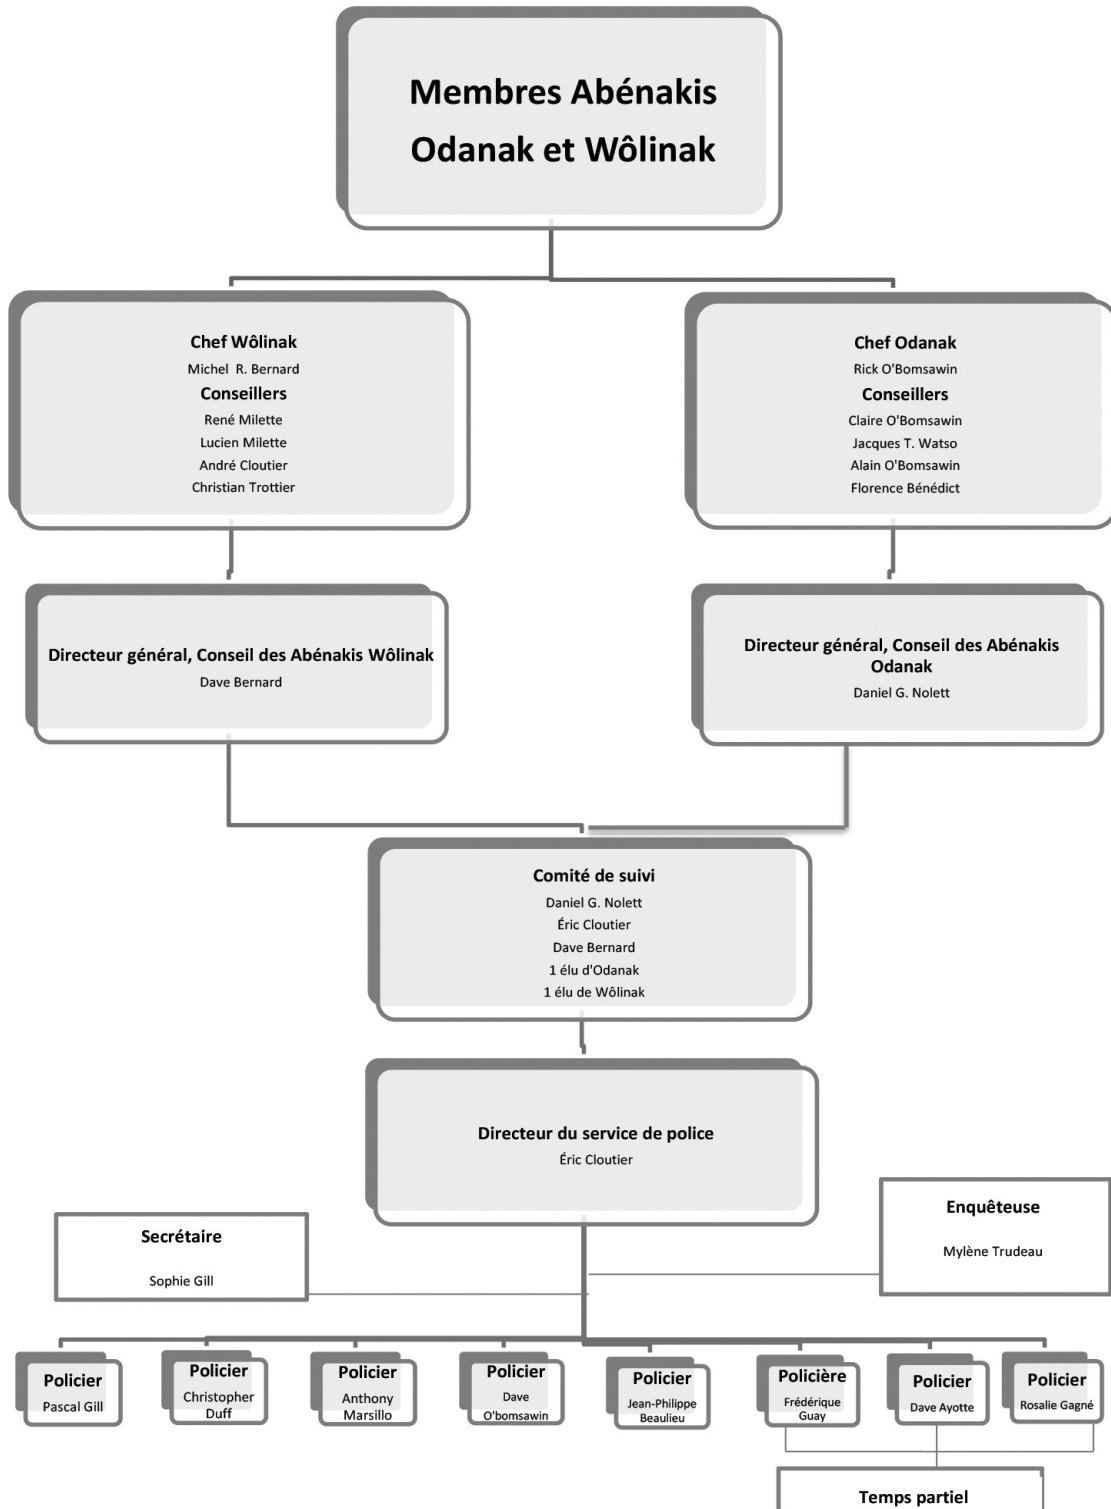 Membres Abénakis
Odanak et Wôlinak
Chef Wôlinak
Michel R. Bernard
Conseillers
René Milette
Lucien Milette
André Cloutier
Christian Trottier
Chef Odanak
Rick O'Bomsawin
Conseillers
Claire O'Bomsawin
Jacques T. Watso
Alain O'Bomsawin
Florence Bénédict
Directeur général, Conseil des Abénakis Wôlinak
Dave Bernard
Directeur général, Conseil des Abénakis
Odanak
Daniel G. Nolett
Comité de suivi
Daniel G. Nolett
Éric Cloutier
Dave Bernard
1 élu d'Odanak
1 élu de Wôlinak
Directeur du service de police
Éric Cloutier
Secrétaire
Sophie Gill
Enquêteuse
Mylène Trudeau
Policier
Pascal Gill
Policier
Christopher
Duff
Policier
Anthony
Marsillo
Policier
Dave
O'bomsawin
Policier
Jean-Philippe
Beaulieu
Policière
Frédérique
Guay
Policier
Dave Ayotte
Policier
Rosalie Gagné
Temps partiel